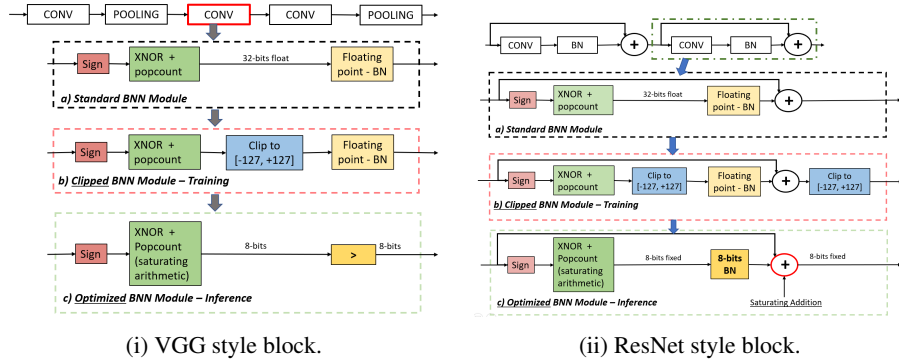 CONV
POOLING
CONV
CONV
POOLING
Sign
XNOR +
popcount
32-bits float
Floating
point - BN
a) Standard BNN Module
Sign
XNOR +
popcount
Clip to
[-127, +127]
Floating
point - BN
b) Clipped BNN Module – Training
Sign
XNOR +
Popcount
(saturating
arithmetic)
8-bits
>
8-bits
c) Optimized BNN Module – Inference
(i) VGG style block.
CONV
BN
+
CONV
BN
+
Sign
XNOR +
popcount
32-bits float
Floating
point - BN
+
a) Standard BNN Module
Sign
XNOR +
popcount
Clip to
[-127, +127]
Floating
point - BN
+
Clip to
[-127, +127]
b) Clipped BNN Module – Training
Sign
XNOR +
Popcount
(saturating
arithmetic)
8-bits fixed
8-bits
BN
+
8-bits fixed
Saturating Addition
c) Optimized BNN Module – Inference
(ii) ResNet style block.